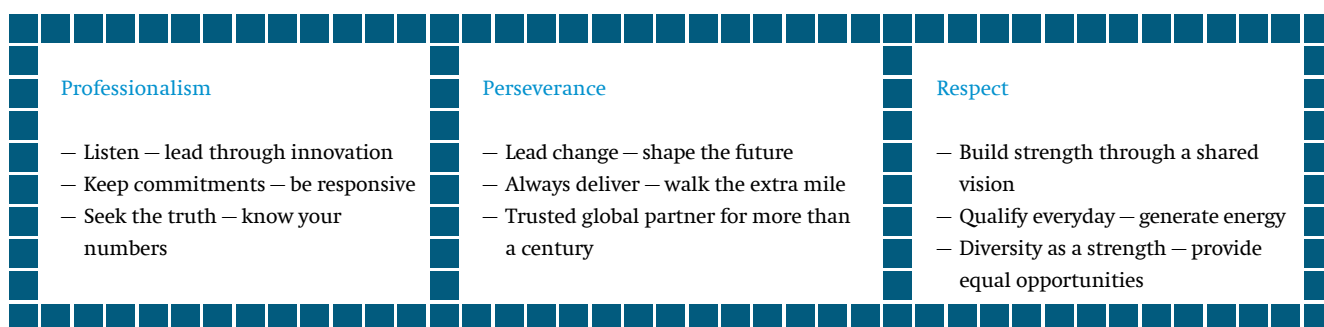 Professionalism
— Listen — lead through innovation
— Keep commitments — be responsive
— Seek the truth — know your
numbers
Perseverance
— Lead change — shape the future
— Always deliver — walk the extra mile
— Trusted global partner for more than
a century
Respect
— Build strength through a shared
vision
— Qualify everyday — generate energy
— Diversity as a strength — provide
equal opportunities